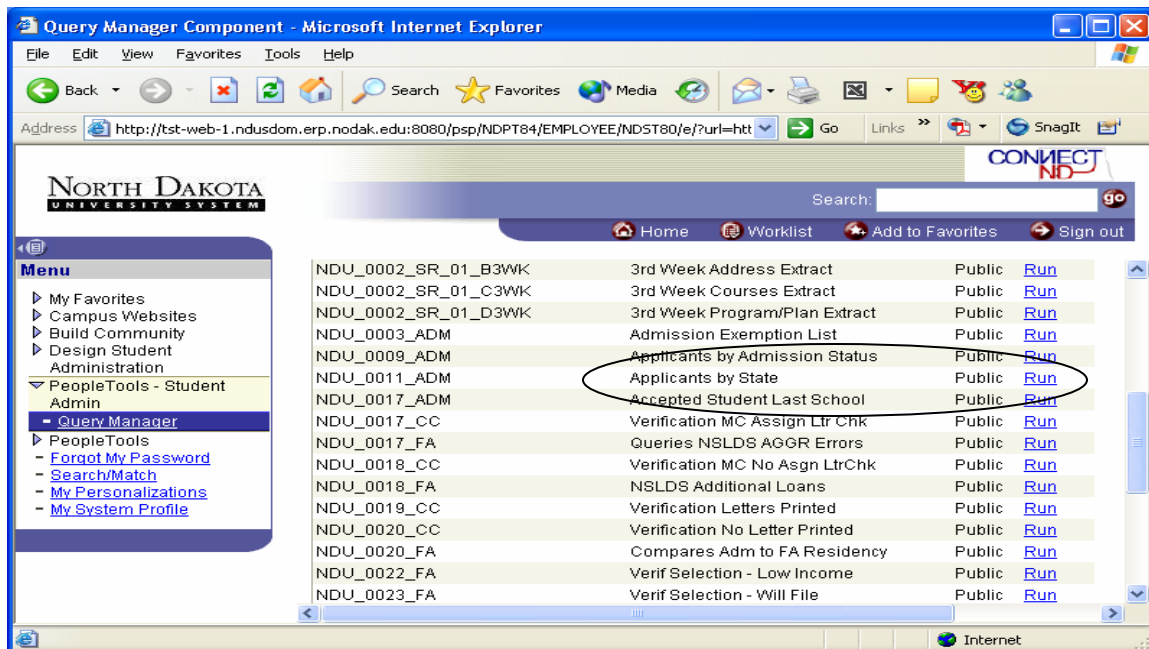 Query Manager Component - Microsoft Internet Explorer
File Edit View Favorites Tools Help
Back Search Favorites Media
Address http://tst-web-1.ndusdom.erp.nodak.edu:8080/psp/NDPT84/EMPLOYEE/NDST80/e/?url=htt Go Links » SnagIt
CONNECT ND
NORTH DAKOTA
UNIVERSITY SYSTEM
Search: go
Home Worklist Add to Favorites Sign out
Menu
My Favorites
Campus Websites
Build Community
Design Student
Administration
PeopleTools - Student
Admin
- Query Manager
PeopleTools
- Forgot My Password
- Search/Match
- My Personalizations
- My System Profile
NDU_0002_SR_01_B3WK 3rd Week Address Extract Public Run
NDU_0002_SR_01_C3WK 3rd Week Courses Extract Public Run
NDU_0002_SR_01_D3WK 3rd Week Program/Plan Extract Public Run
NDU_0003_ADM Admission Exemption List Public Run
NDU_0009_ADM Applicants by Admission Status Public Run
NDU_0011_ADM Applicants by State Public Run
NDU_0017_ADM Accepted Student Last School Public Run
NDU_0017_CC Verification MC Assign Ltr Chk Public Run
NDU_0017_FA Queries NSLDS AGGR Errors Public Run
NDU_0018_CC Verification MC No Asgn LtrChk Public Run
NDU_0018_FA NSLDS Additional Loans Public Run
NDU_0019_CC Verification Letters Printed Public Run
NDU_0020_CC Verification No Letter Printed Public Run
NDU_0020_FA Compares Adm to FA Residency Public Run
NDU_0022_FA Verif Selection - Low Income Public Run
NDU_0023_FA Verif Selection - Will File Public Run
Internet